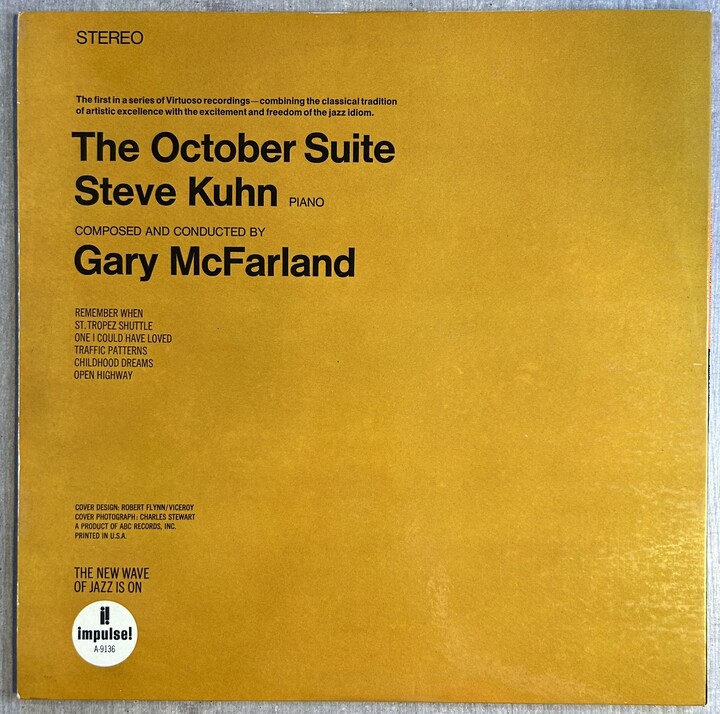 STEREO
The first in a series of Virtuoso recordings—combining the classical tradition
of artistic excellence with the excitement and freedom of the jazz idiom.
The October Suite
Steve Kuhn PIANO
COMPOSED AND CONDUCTED BY
Gary McFarland
REMEMBER WHEN
ST. TROPEZ SHUTTLE
ONE I COULD HAVE LOVED
TRAFFIC PATTERNS
CHILDHOOD DREAMS
OPEN HIGHWAY
COVER DESIGN: ROBERT FLYNN/VICEROY
COVER PHOTOGRAPH: CHARLES STEWART
A PRODUCT OF ABC RECORDS, INC.
PRINTED IN U.S.A.
THE NEW WAVE
OF JAZZ IS ON
i!
impulse!
A-9136